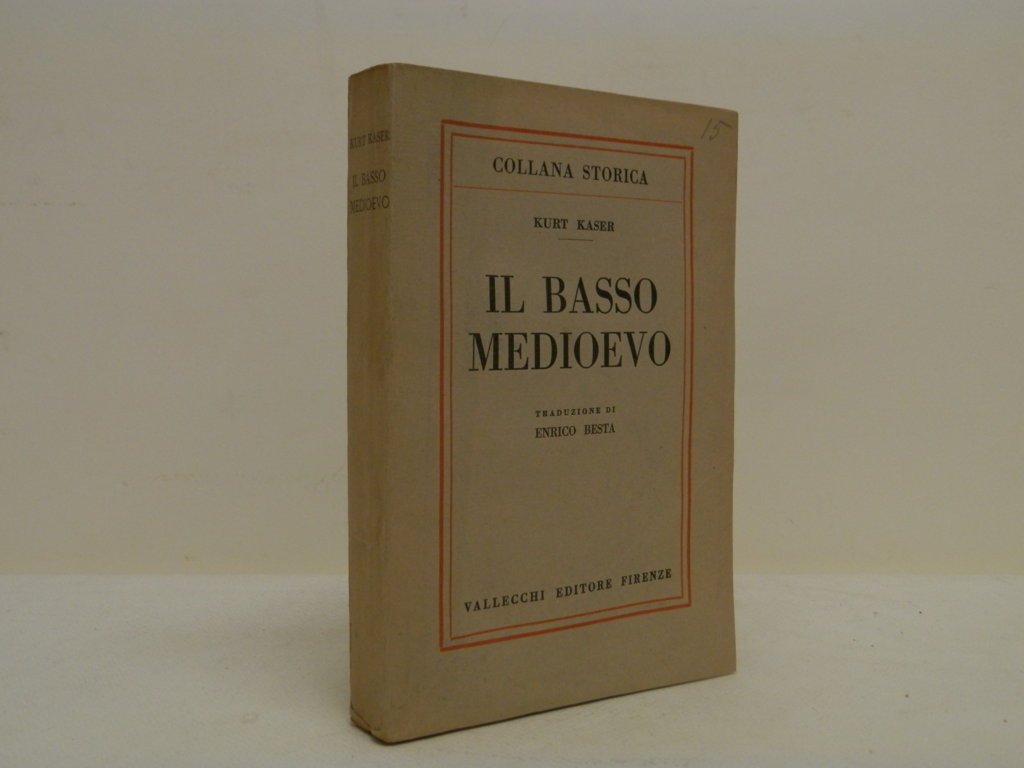 KURT KASER
IL BASSO
MEDIOEVO
15
COLLANA STORICA
KURT KASER
IL BASSO
MEDIOEVO
TRADUZIONE DI
ENRICO BESTA
VALLECCHI EDITORE FIRENZE